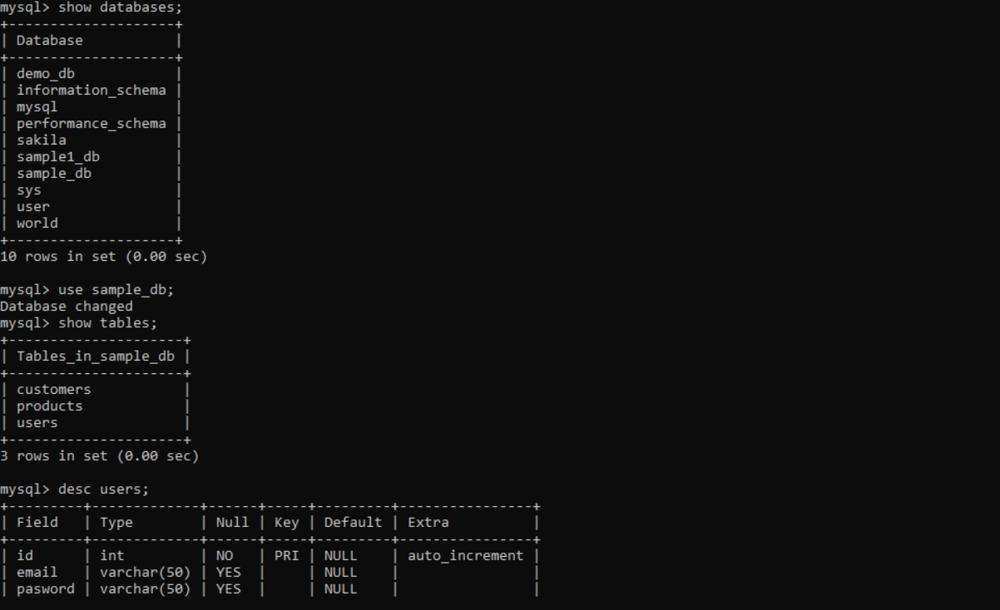 mysql> show databases;
+--------------------+
| Database           |
+--------------------+
| demo_db            |
| information_schema |
| mysql              |
| performance_schema |
| sakila             |
| sample1_db         |
| sample_db          |
| sys                |
| user               |
| world              |
+--------------------+
10 rows in set (0.00 sec)
mysql> use sample_db;
Database changed
mysql> show tables;
+---------------------+
| Tables_in_sample_db |
+---------------------+
| customers           |
| products            |
| users               |
+---------------------+
3 rows in set (0.00 sec)
mysql> desc users;
+---------+-------------+------+-----+---------+----------------+
| Field   | Type        | Null | Key | Default | Extra          |
+---------+-------------+------+-----+---------+----------------+
| id      | int         | NO   | PRI | NULL    | auto_increment |
| email   | varchar(50) | YES  |     | NULL    |                |
| pasword | varchar(50) | YES  |     | NULL    |                |